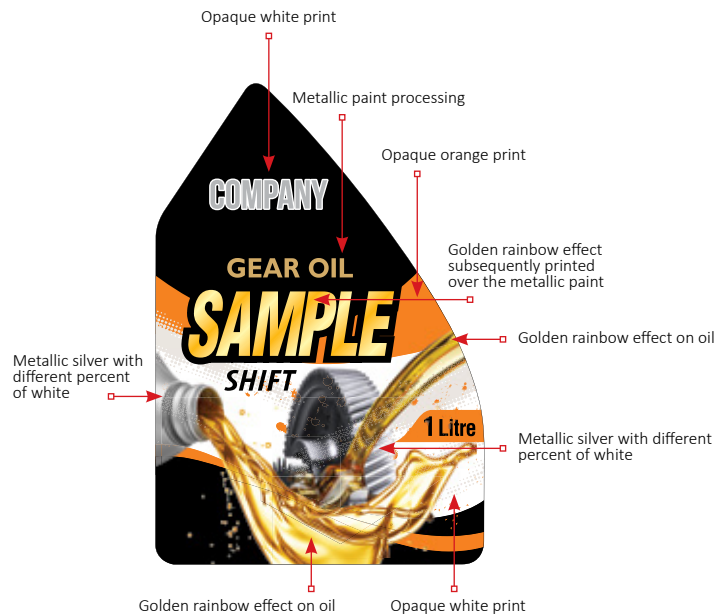 Opaque white print
Metallic paint processing
Opaque orange print
COMPANY
Golden rainbow effect
subsequently printed
over the metallic paint
GEAR OIL
SAMPLE
Golden rainbow effect on oil
Metallic silver with
different percent
of white
SHIFT
1 Litre
Metallic silver with different
percent of white
Golden rainbow effect on oil
Opaque white print